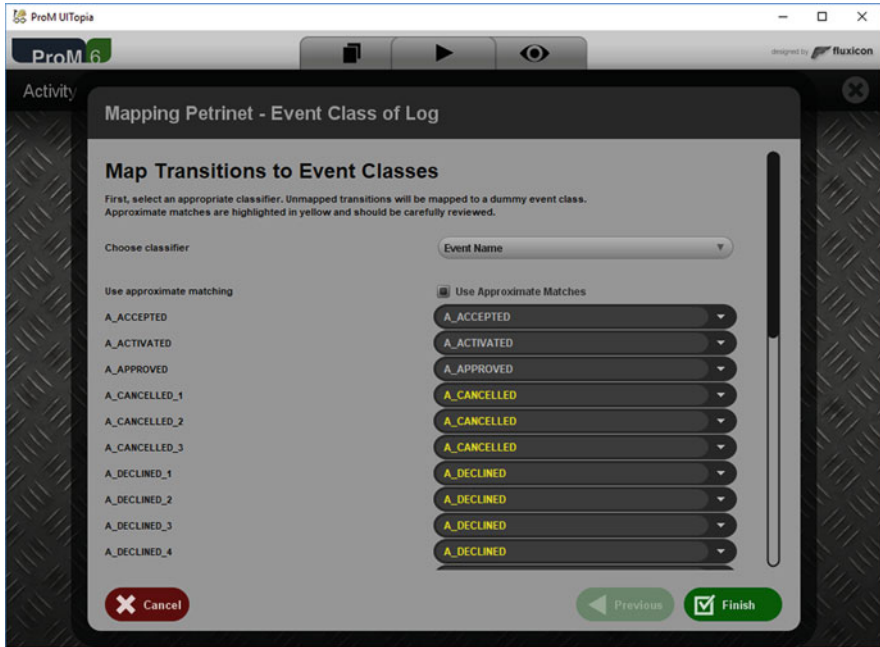 ProM UITopia
ProM 6
designed by fluxicon
Activity
Mapping Petrinet - Event Class of Log
Map Transitions to Event Classes
First, select an appropriate classifier. Unmapped transitions will be mapped to a dummy event class.
Approximate matches are highlighted in yellow and should be carefully reviewed.
Choose classifier Event Name
Use approximate matching Use Approximate Matches
A_ACCEPTED A_ACCEPTED
A_ACTIVATED A_ACTIVATED
A_APPROVED A_APPROVED
A_CANCELLED_1 A_CANCELLED
A_CANCELLED_2 A_CANCELLED
A_CANCELLED_3 A_CANCELLED
A_DECLINED_1 A_DECLINED
A_DECLINED_2 A_DECLINED
A_DECLINED_3 A_DECLINED
A_DECLINED_4 A_DECLINED
Cancel Previous Finish